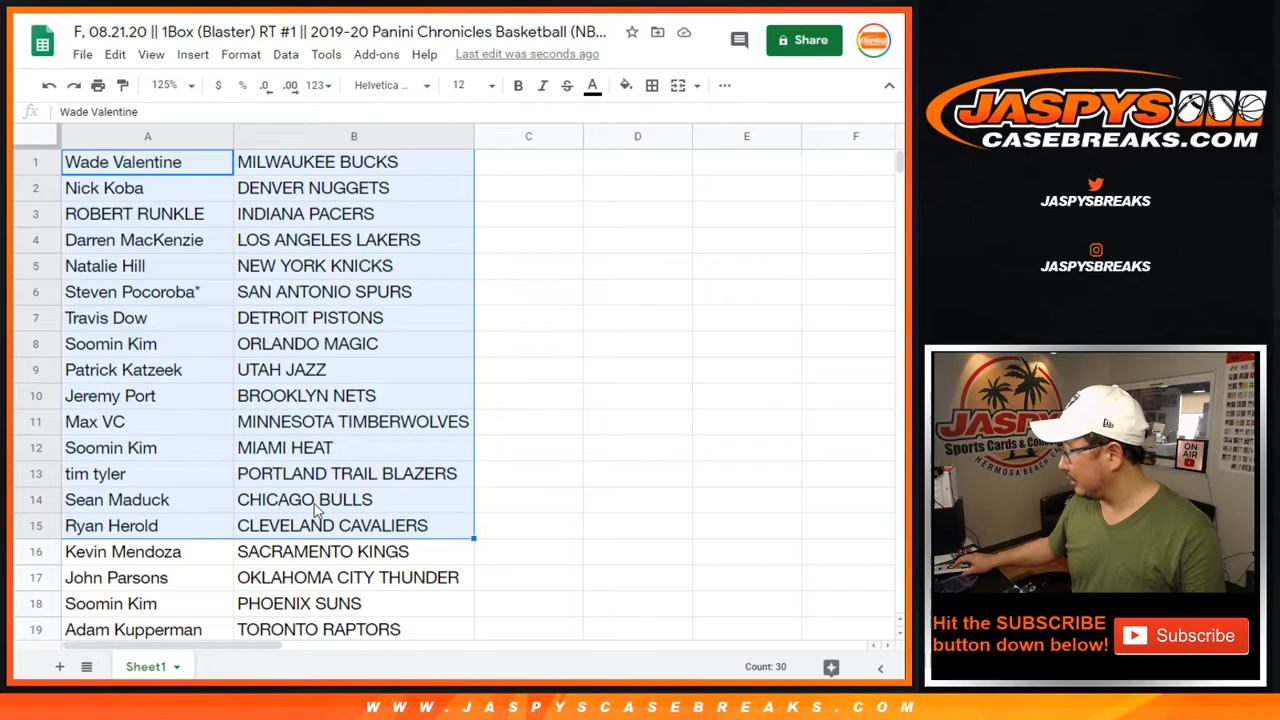 F, 08.21.20 || 1Box (Blaster) RT #1 || 2019-20 Panini Chronicles Basketball (NB...
File Edit View Insert Format Data Tools Add-ons Help Last edit was seconds ago
Share
125% $ % .0 .00 123 Helvetica ... 12 B I S A
fx Wade Valentine
A B C D E F
1 Wade Valentine MILWAUKEE BUCKS
2 Nick Koba DENVER NUGGETS
3 ROBERT RUNKLE INDIANA PACERS
4 Darren MacKenzie LOS ANGELES LAKERS
5 Natalie Hill NEW YORK KNICKS
6 Steven Pocoroba* SAN ANTONIO SPURS
7 Travis Dow DETROIT PISTONS
8 Soomin Kim ORLANDO MAGIC
9 Patrick Katzeek UTAH JAZZ
10 Jeremy Port BROOKLYN NETS
11 Max VC MINNESOTA TIMBERWOLVES
12 Soomin Kim MIAMI HEAT
13 tim tyler PORTLAND TRAIL BLAZERS
14 Sean Maduck CHICAGO BULLS
15 Ryan Herold CLEVELAND CAVALIERS
16 Kevin Mendoza SACRAMENTO KINGS
17 John Parsons OKLAHOMA CITY THUNDER
18 Soomin Kim PHOENIX SUNS
19 Adam Kupperman TORONTO RAPTORS
Sheet1
Count: 30
JASPYS
CASEBREAKS.COM
JASPYSBREAKS
JASPYSBREAKS
JASPYS
Sports Cards &
HERMOSA BEACH
ON AIR
Hit the SUBSCRIBE
button down below!
Subscribe
WWW.JASPYSCASEBREAKS.COM